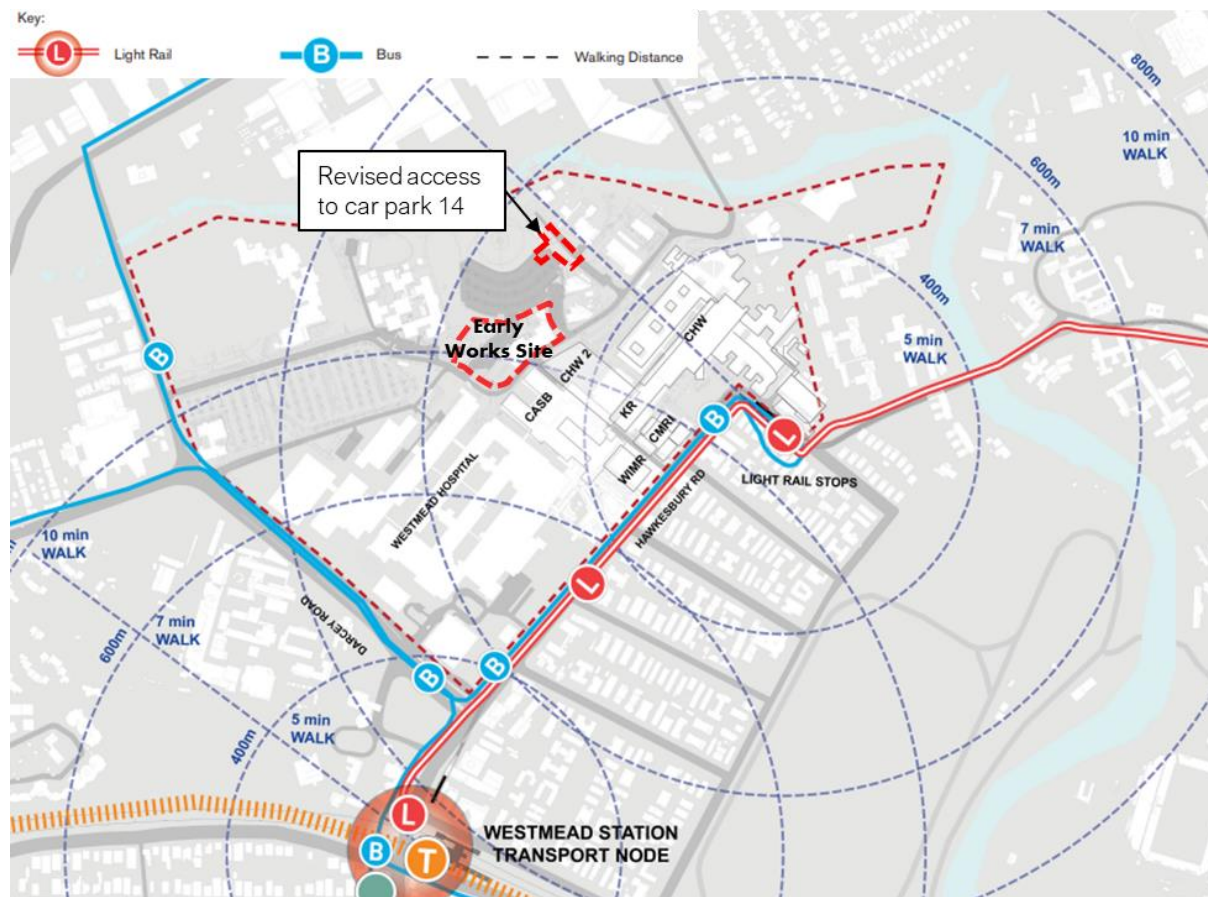 Key:
L Light Rail
B Bus
Walking Distance
800m
10 min
WALK
600m
Revised access
to car park 14
7 min
WALK
400m
5 min
WALK
Early
Works Site
CHW
CHW 2
CASB
KR
CMRI
WIMR
B
B
L
LIGHT RAIL STOPS
HAWKESBURY RD
WESTMEAD HOSPITAL
L
10 min
WALK
7 min
WALK
600m
DARCEY ROAD
B
B
5 min
WALK
400m
L
B
T
WESTMEAD STATION
TRANSPORT NODE